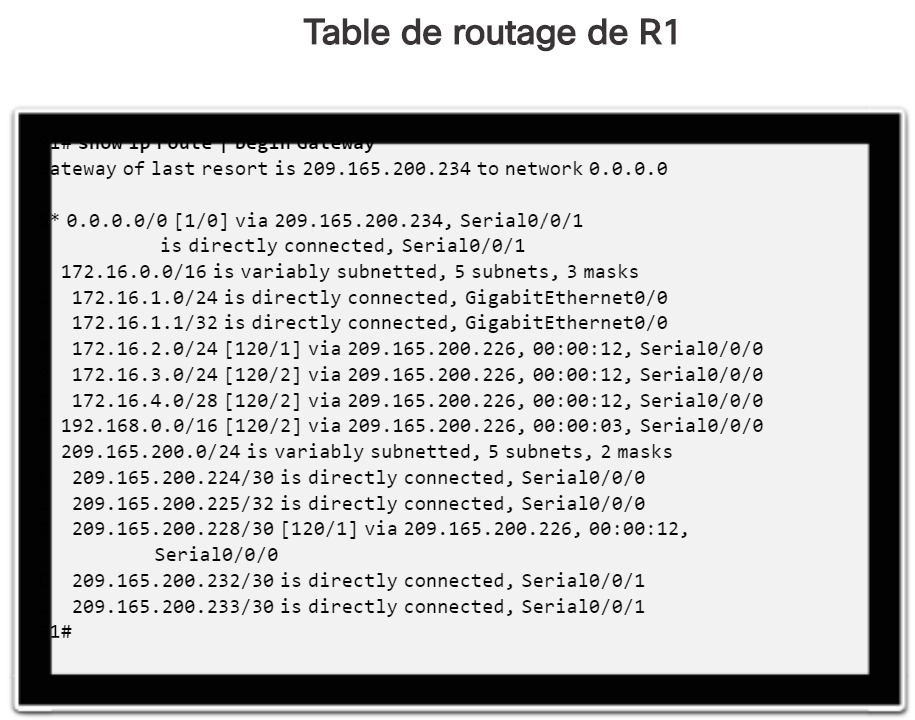 Table de routage de R1
1# Show ip route | begin Gateway
ateway of last resort is 209.165.200.234 to network 0.0.0.0
* 0.0.0.0/0 [1/0] via 209.165.200.234, Serial0/0/1
is directly connected, Serial0/0/1
172.16.0.0/16 is variably subnetted, 5 subnets, 3 masks
172.16.1.0/24 is directly connected, GigabitEthernet0/0
172.16.1.1/32 is directly connected, GigabitEthernet0/0
172.16.2.0/24 [120/1] via 209.165.200.226, 00:00:12, Serial0/0/0
172.16.3.0/24 [120/2] via 209.165.200.226, 00:00:12, Serial0/0/0
172.16.4.0/28 [120/2] via 209.165.200.226, 00:00:12, Serial0/0/0
192.168.0.0/16 [120/2] via 209.165.200.226, 00:00:03, Serial0/0/0
209.165.200.0/24 is variably subnetted, 5 subnets, 2 masks
209.165.200.224/30 is directly connected, Serial0/0/0
209.165.200.225/32 is directly connected, Serial0/0/0
209.165.200.228/30 [120/1] via 209.165.200.226, 00:00:12,
Serial0/0/0
209.165.200.232/30 is directly connected, Serial0/0/1
209.165.200.233/30 is directly connected, Serial0/0/1
1#